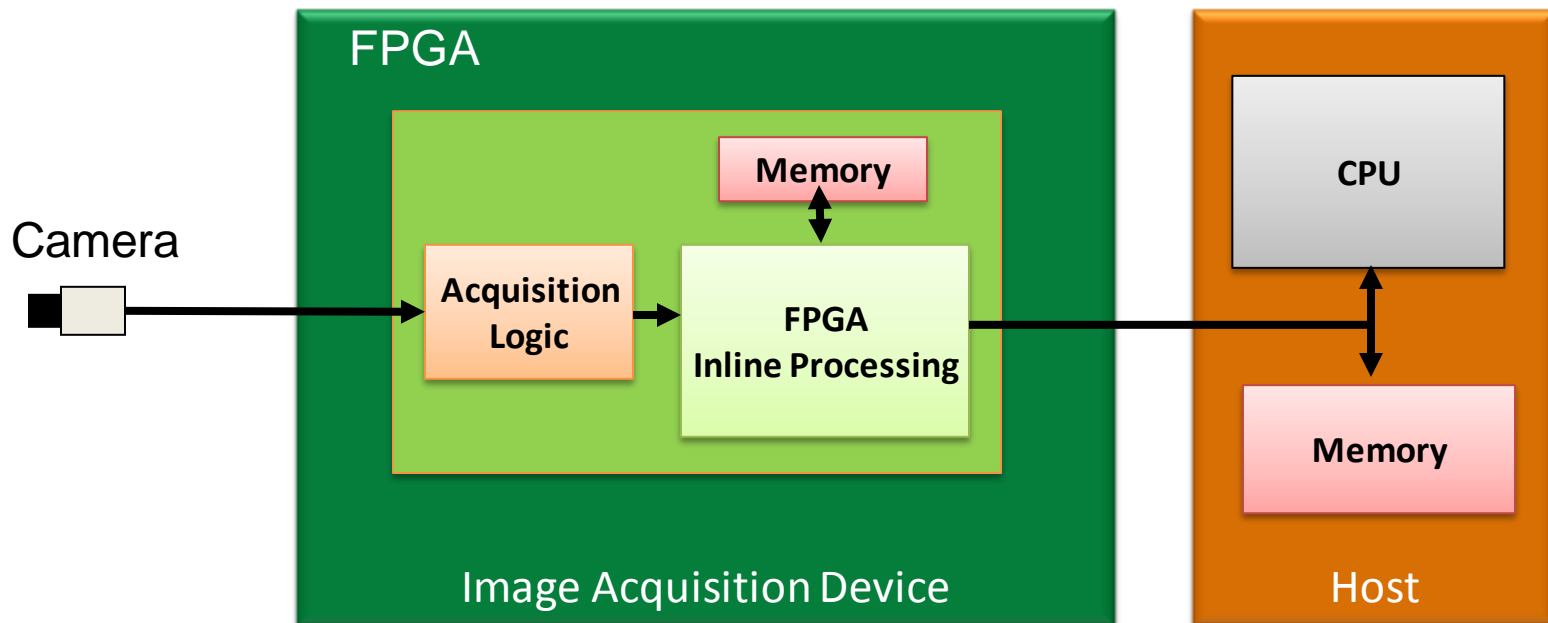 FPGA
Memory
CPU
Camera
Acquisition
Logic
FPGA
Inline Processing
Memory
Image Acquisition Device
Host